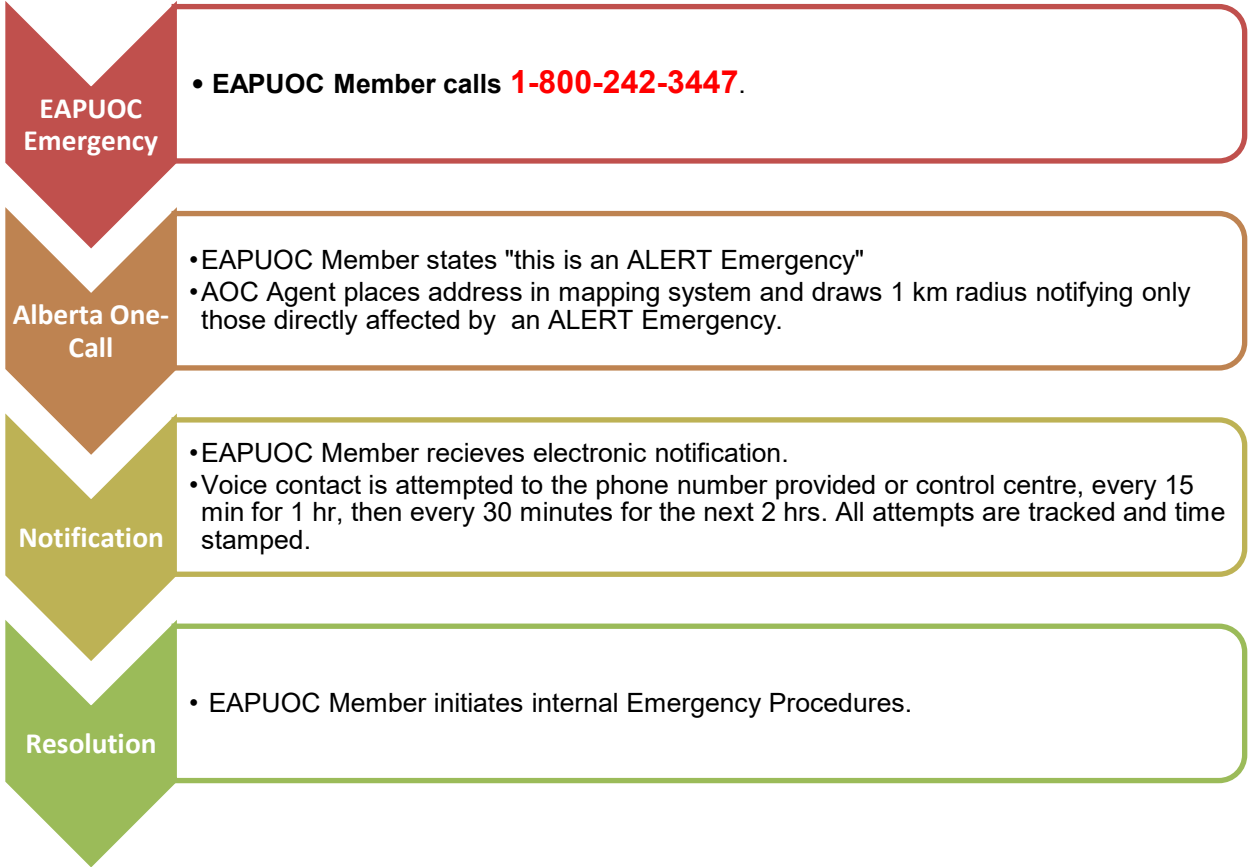 EAPUOC
Emergency
• EAPUOC Member calls 1-800-242-3447.
Alberta One-
Call
•EAPUOC Member states "this is an ALERT Emergency"
•AOC Agent places address in mapping system and draws 1 km radius notifying only
those directly affected by an ALERT Emergency.
Notification
•EAPUOC Member recieves electronic notification.
•Voice contact is attempted to the phone number provided or control centre, every 15
min for 1 hr, then every 30 minutes for the next 2 hrs. All attempts are tracked and time
stamped.
Resolution
• EAPUOC Member initiates internal Emergency Procedures.